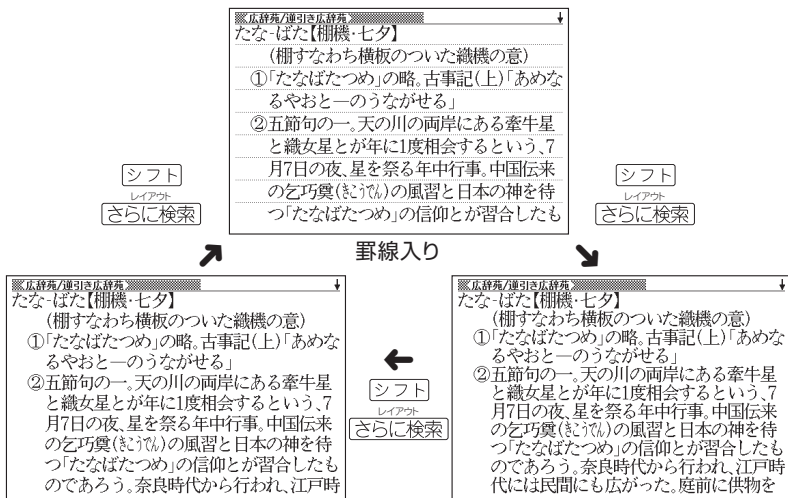 広辞苑/逆引き広辞苑
たな‐ばた【棚機・七夕】
(棚すなわち横板のついた織機の意)
①「たなばたつめ」の略。古事記(上)「あめな
るやおと―のうながせる」
②五節句の一。天の川の両岸にある牽牛星
と織女星とが年に1度相会するという、7
月7日の夜、星を祭る年中行事。中国伝来
の乞巧奠(きこうでん)の風習と日本の神を待
つ「たなばたつめ」の信仰とが習合したも
シフト
レイアウト
さらに検索
シフト
レイアウト
さらに検索
罫線入り
広辞苑/逆引き広辞苑
たな‐ばた【棚機・七夕】
(棚すなわち横板のついた織機の意)
①「たなばたつめ」の略。古事記(上)「あめな
るやおと―のうながせる」
②五節句の一。天の川の両岸にある牽牛星
と織女星とが年に1度相会するという、7
月7日の夜、星を祭る年中行事。中国伝来
の乞巧奠(きこうでん)の風習と日本の神を待
つ「たなばたつめ」の信仰とが習合したも
のであろう。奈良時代から行われ、江戸時
シフト
レイアウト
さらに検索
広辞苑/逆引き広辞苑
たな‐ばた【棚機・七夕】
(棚すなわち横板のついた織機の意)
①「たなばたつめ」の略。古事記(上)「あめな
るやおと―のうながせる」
②五節句の一。天の川の両岸にある牽牛星
と織女星とが年に1度相会するという、7
月7日の夜、星を祭る年中行事。中国伝来
の乞巧奠(きこうでん)の風習と日本の神を待
つ「たなばたつめ」の信仰とが習合したも
のであろう。奈良時代から行われ、江戸時
代には民間にも広がった。庭前に供物を